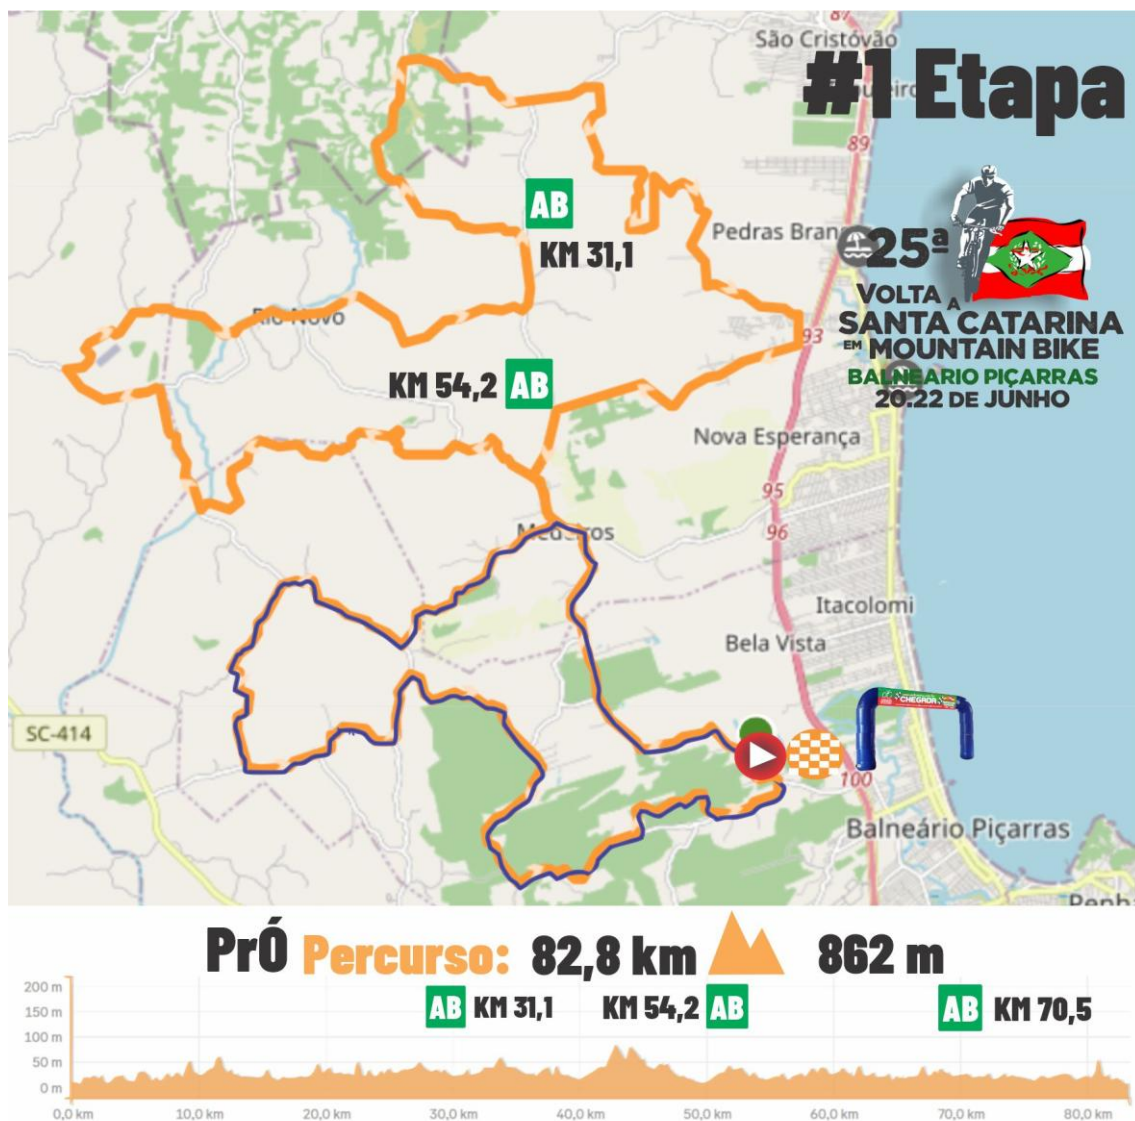 87
São Cristóvão
#1 Etapa
89
AB
KM 31,1
Pedras Bran
25ª
VOLTA A
SANTA CATARINA
EM MOUNTAIN BIKE
BALNEÁRIO PIÇARRAS
20.22 DE JUNHO
Rio Novo
93
KM 54,2 AB
Nova Esperança
95
Medeiros
96
Itacolomi
Bela Vista
CHEGADA
SC-414
100
Balneário Piçarras
Penha
PrÓ Percurso: 82,8 km 862 m
200 m
AB KM 31,1 KM 54,2 AB AB KM 70,5
150 m
100 m
50 m
0 m
0,0 km 10,0 km 20,0 km 30,0 km 40,0 km 50,0 km 60,0 km 70,0 km 80,0 km